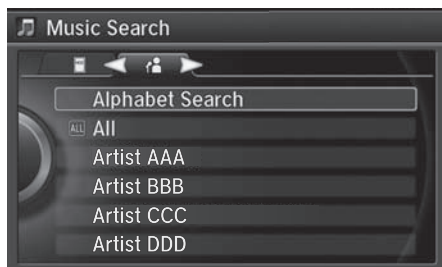 Music Search
Alphabet Search
ALL All
Artist AAA
Artist BBB
Artist CCC
Artist DDD